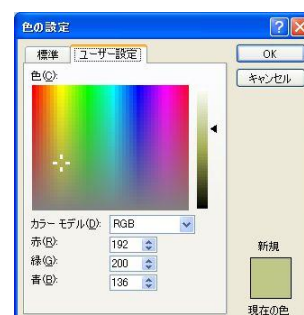 色の設定
標準 ユーザー設定
OK
キャンセル
色(C):
カラー モデル(D): RGB
赤(R): 192
緑(G): 200
青(B): 136
新規
現在の色